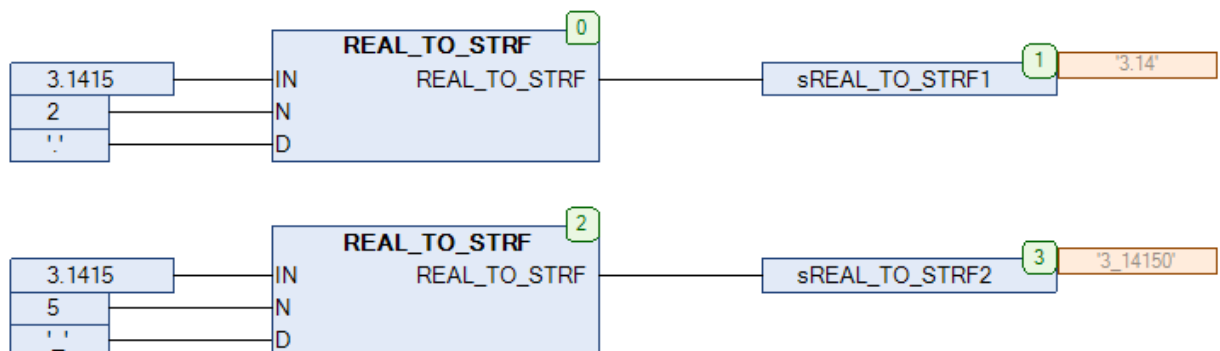 0
REAL_TO_STRF
3.1415 IN REAL_TO_STRF sREAL_TO_STRF1 1 '3.14'
2 N
'.' D
2
REAL_TO_STRF
3.1415 IN REAL_TO_STRF sREAL_TO_STRF2 3 '3_14150'
5 N
'_' D